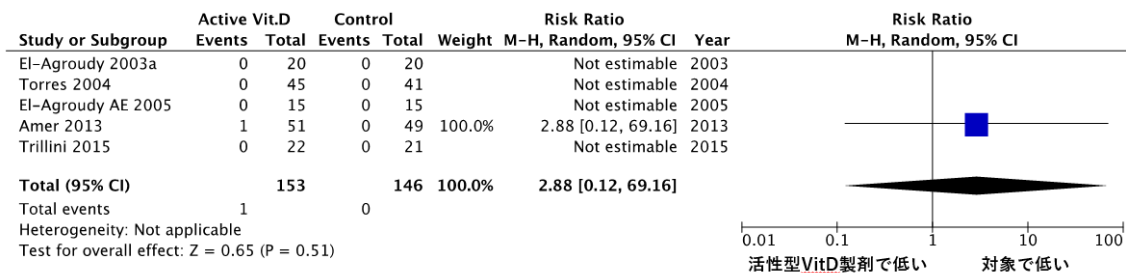 Active Vit.D Control Risk Ratio Risk Ratio
Study or Subgroup Events Total Events Total Weight M-H, Random, 95% CI Year M-H, Random, 95% CI
El-Agroudy 2003a 0 20 0 20 Not estimable 2003
Torres 2004 0 45 0 41 Not estimable 2004
El-Agroudy AE 2005 0 15 0 15 Not estimable 2005
Amer 2013 1 51 0 49 100.0% 2.88 [0.12, 69.16] 2013
Trillini 2015 0 22 0 21 Not estimable 2015
Total (95% CI) 153 146 100.0% 2.88 [0.12, 69.16]
Total events 1 0
Heterogeneity: Not applicable
Test for overall effect: Z = 0.65 (P = 0.51)
0.01 0.1 1 10 100
活性型VitD製剤で低い 対象で低い